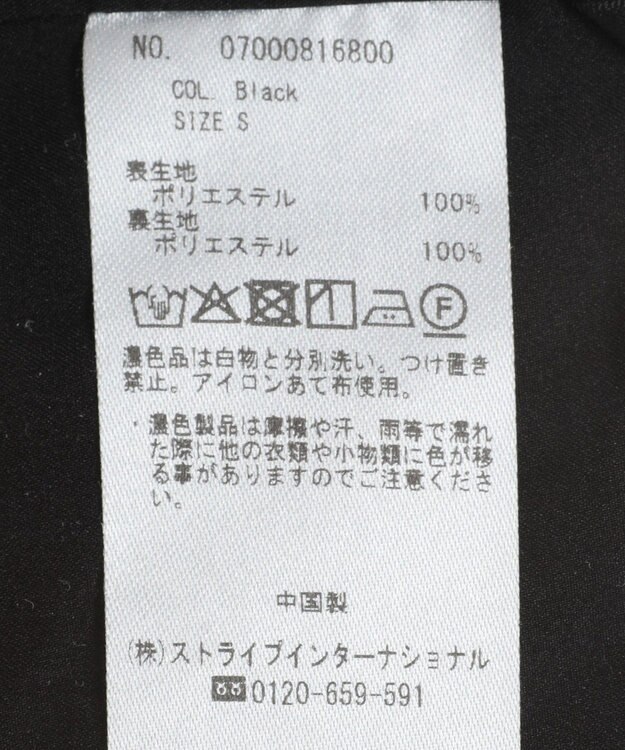 NO. 07000816800
COL. Black
SIZE S
表生地
ポリエステル 100%
裏生地
ポリエステル 100%
F
濃色品は白物と分別洗い。つけ置き
禁止。アイロンあて布使用。
・濃色製品は摩擦や汗、雨等で濡れ
た際に他の衣類や小物類に色が移
る事がありますのでご注意くださ
い。
中国製
(株)ストライプインターナショナル
0120-659-591